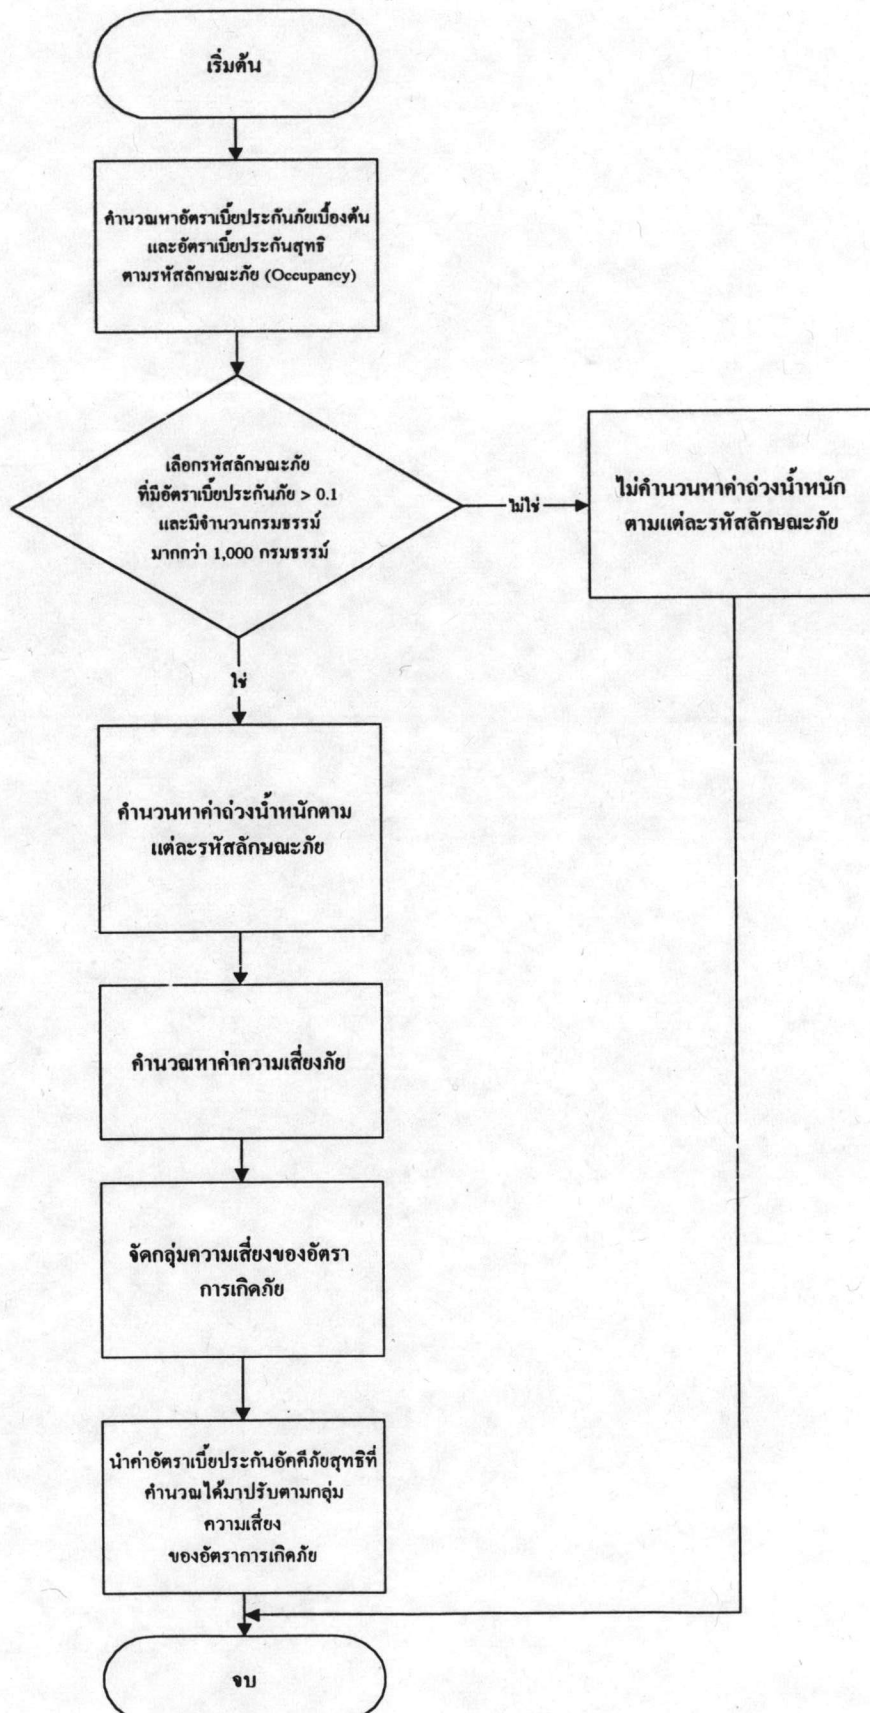 เริ่มต้น
คำนวณหาอัตราเบี้ยประกันภัยเบื้องต้น
และอัตราเบี้ยประกันสุทธิ
ตามรหัสลักษณะภัย (Occupancy)
เลือกรหัสลักษณะภัย
ที่มีอัตราเบี้ยประกันภัย > 0.1
และมีจำนวนกรมธรรม์
มากกว่า 1,000 กรมธรรม์
ไม่ใช่
ไม่คำนวนหาค่าถ่วงน้ำหนัก
ตามแต่ละรหัสลักษณะภัย
ใช่
คำนวนหาค่าถ่วงน้ำหนักตาม
แต่ละรหัสลักษณะภัย
คำนวณหาค่าความเสี่ยงภัย
จัดกลุ่มความเสี่ยงของอัตรา
การเกิดภัย
นำค่าอัตราเบี้ยประกันอัคคีภัยสุทธิที่
คำนวณได้มาปรับตามกลุ่ม
ความเสี่ยง
ของอัตราการเกิดภัย
จบ